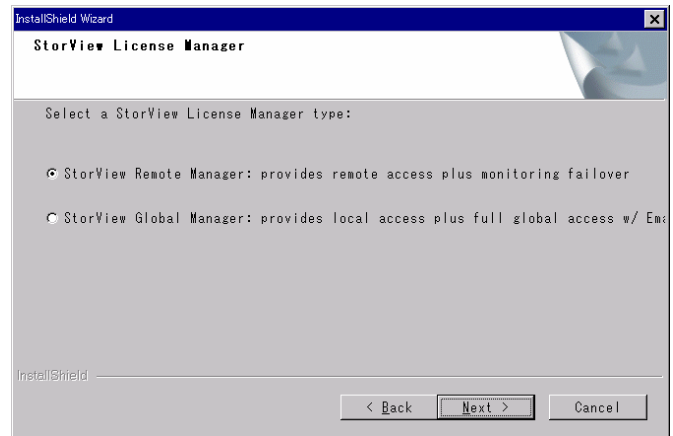 InstallShield Wizard
StorView License Manager
Select a StorView License Manager type:
StorView Remote Manager: provides remote access plus monitoring failover
StorView Global Manager: provides local access plus full global access w/ Ema
InstallShield
< Back Next > Cancel